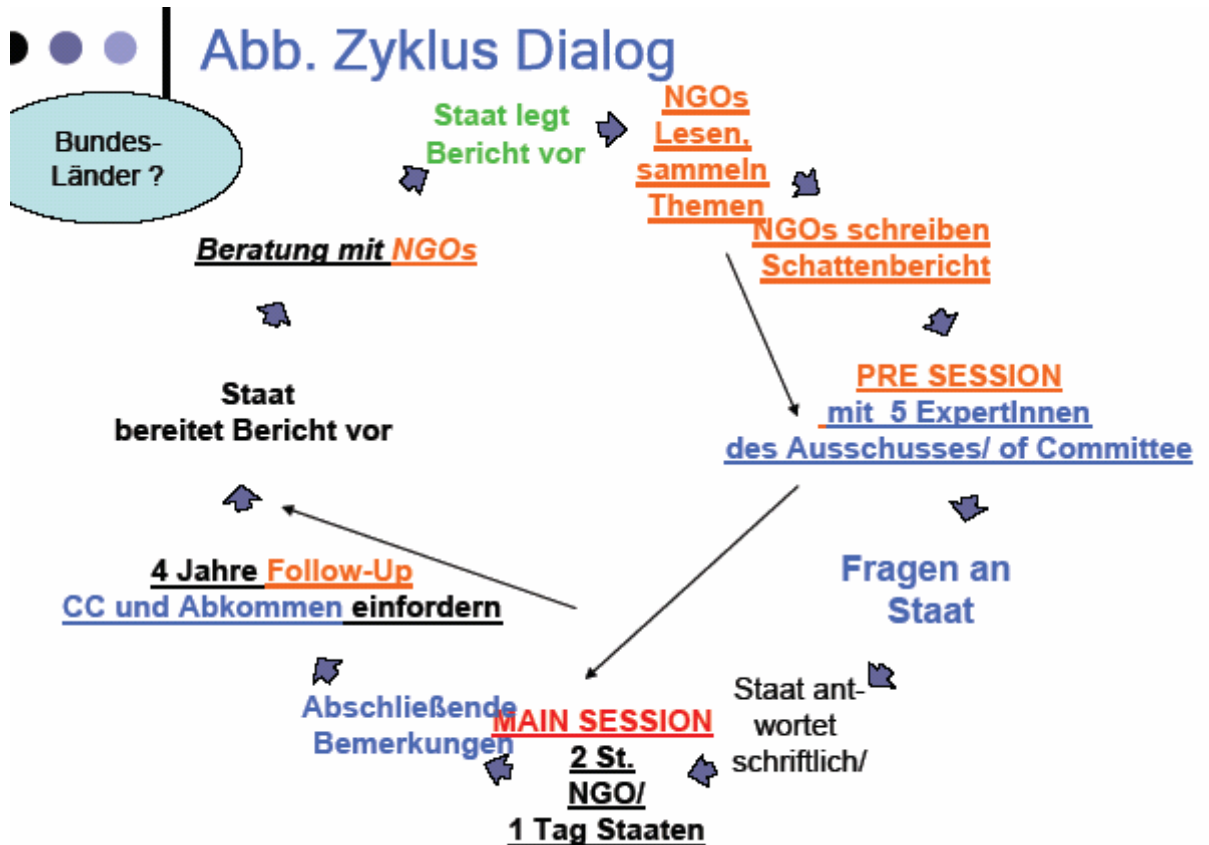 Abb. Zyklus Dialog
Bundes-
Länder ?
Staat legt
Bericht vor
NGOs
Lesen,
sammeln
Themen
NGOs schreiben
Schattenbericht
PRE SESSION
mit 5 ExpertInnen
des Ausschusses/ of Committee
Fragen an
Staat
Staat ant-
wortet
schriftlich/
MAIN SESSION
2 St.
NGO/
1 Tag Staaten
Abschließende
Bemerkungen
4 Jahre Follow-Up
CC und Abkommen einfordern
Staat
bereitet Bericht vor
Beratung mit NGOs